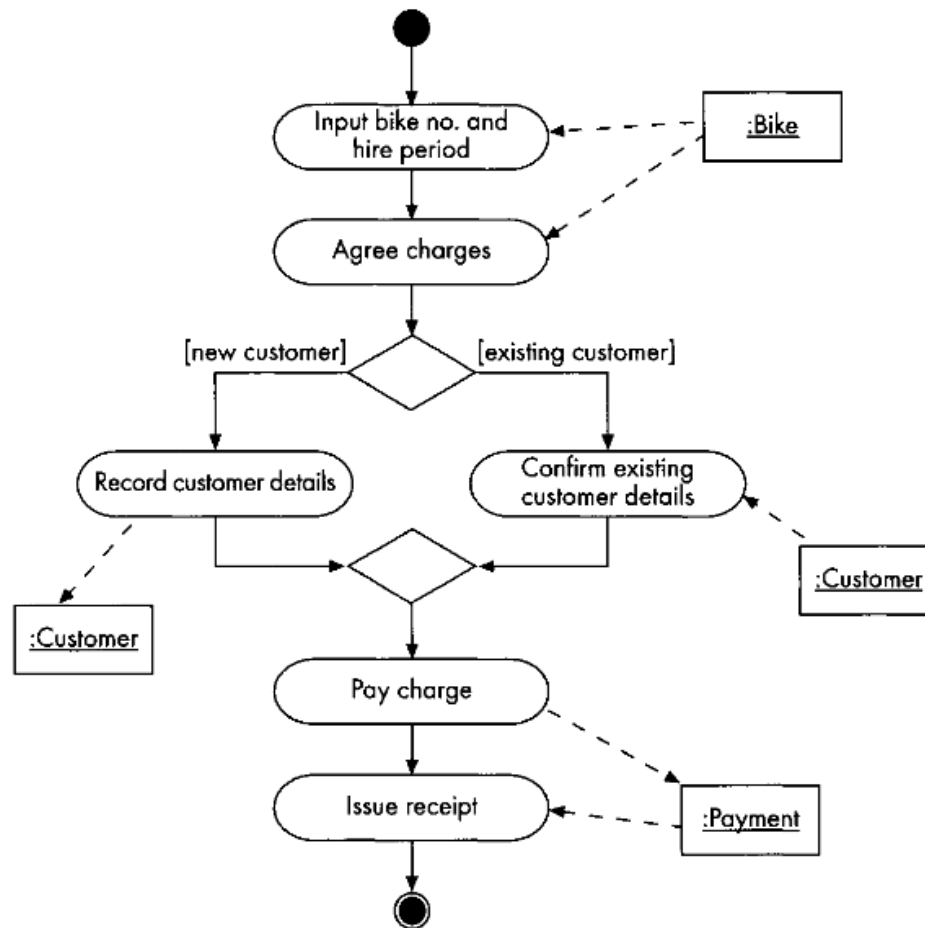 Input bike no. and
hire period
:Bike
Agree charges
[new customer]
[existing customer]
Record customer details
Confirm existing
customer details
:Customer
:Customer
Pay charge
Issue receipt
:Payment